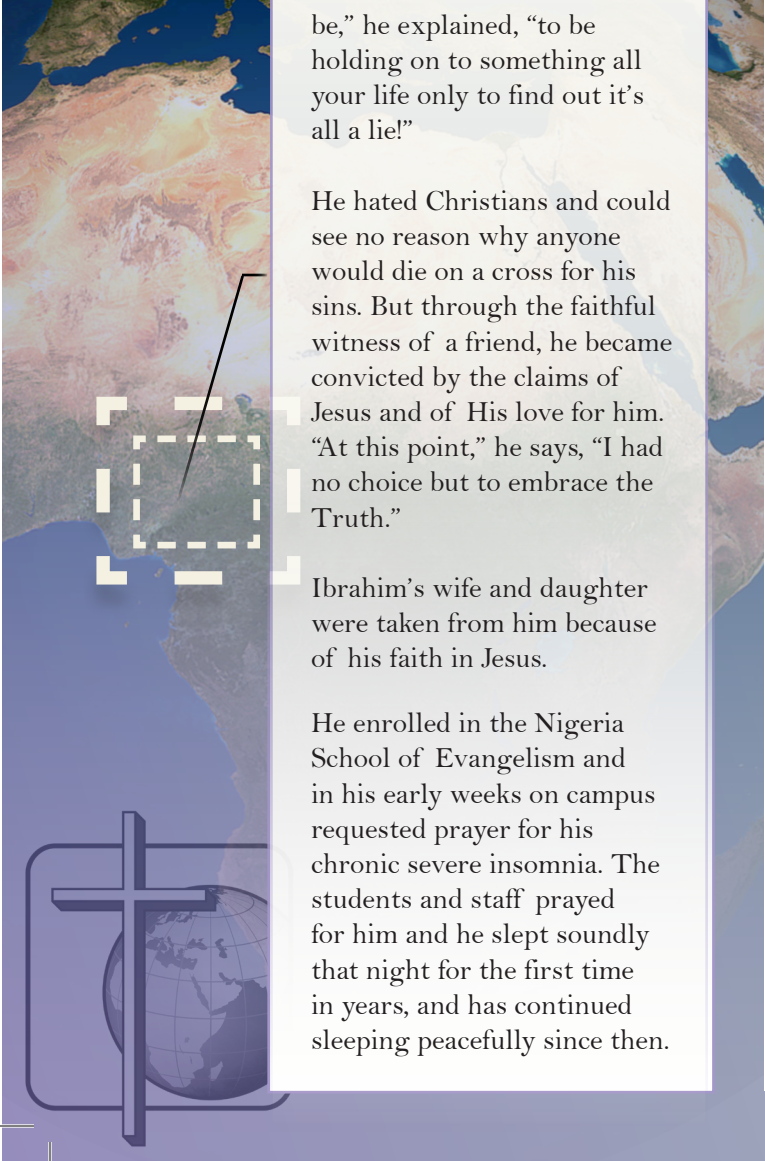 be,” he explained, “to be
holding on to something all
your life only to find out it’s
all a lie!”
He hated Christians and could
see no reason why anyone
would die on a cross for his
sins. But through the faithful
witness of a friend, he became
convicted by the claims of
Jesus and of His love for him.
“At this point,” he says, “I had
no choice but to embrace the
Truth.”
Ibrahim’s wife and daughter
were taken from him because
of his faith in Jesus.
He enrolled in the Nigeria
School of Evangelism and
in his early weeks on campus
requested prayer for his
chronic severe insomnia. The
students and staff prayed
for him and he slept soundly
that night for the first time
in years, and has continued
sleeping peacefully since then.